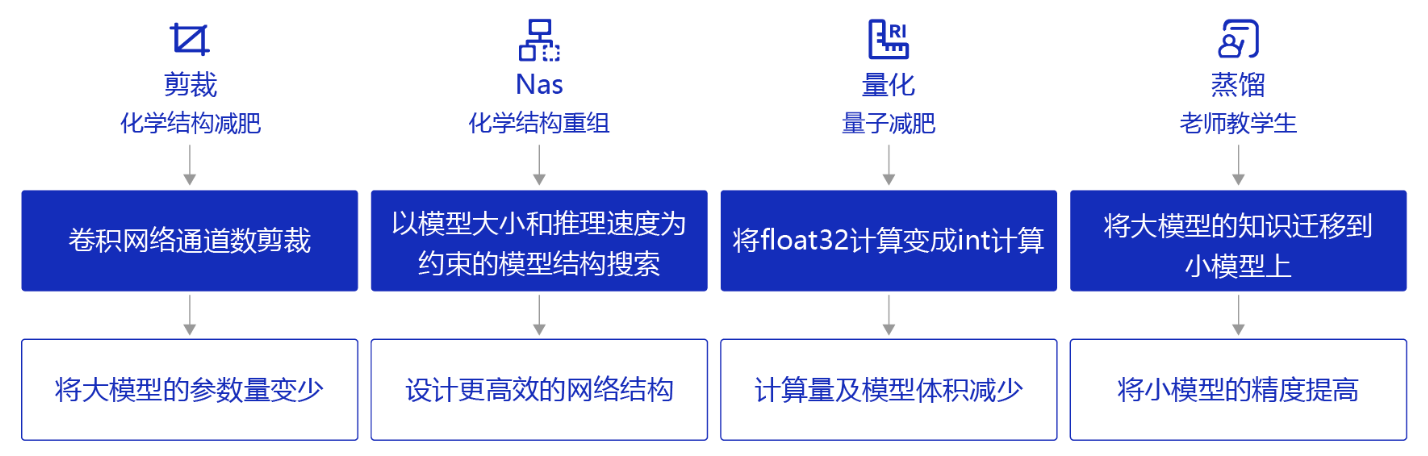 剪裁
化学结构减肥
卷积网络通道数剪裁
将大模型的参数量变少
Nas
化学结构重组
以模型大小和推理速度为
约束的模型结构搜索
设计更高效的网络结构
RI
量化
量子减肥
将float32计算变成int计算
计算量及模型体积减少
蒸馏
老师教学生
将大模型的知识迁移到
小模型上
将小模型的精度提高